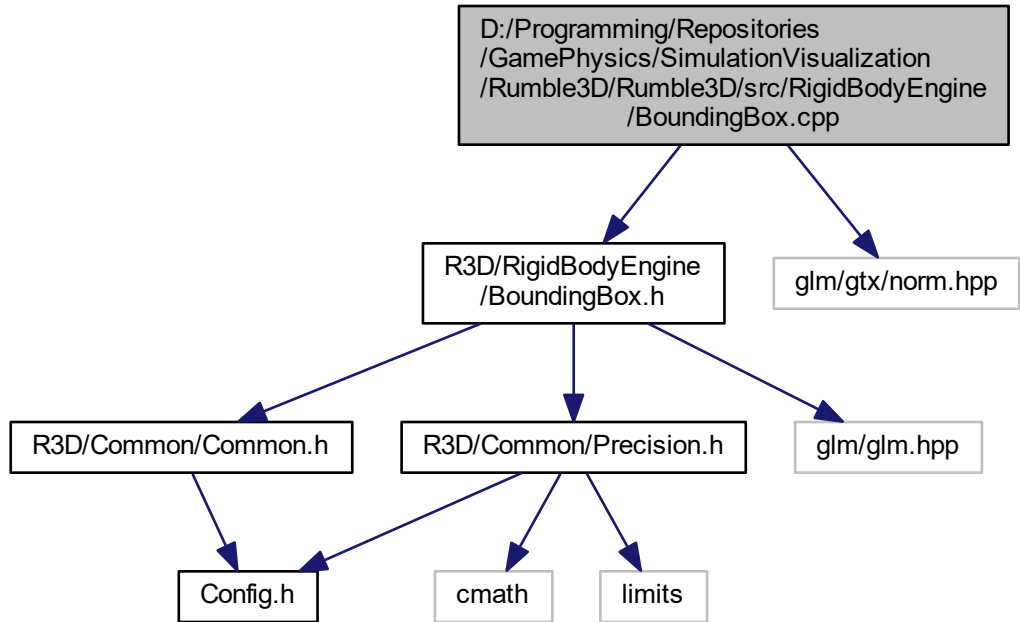 D:/Programming/Repositories
/GamePhysics/SimulationVisualization
/Rumble3D/Rumble3D/src/RigidBodyEngine
/BoundingBox.cpp
R3D/RigidBodyEngine
/BoundingBox.h
glm/gtx/norm.hpp
R3D/Common/Common.h
R3D/Common/Precision.h
glm/glm.hpp
Config.h
cmath
limits